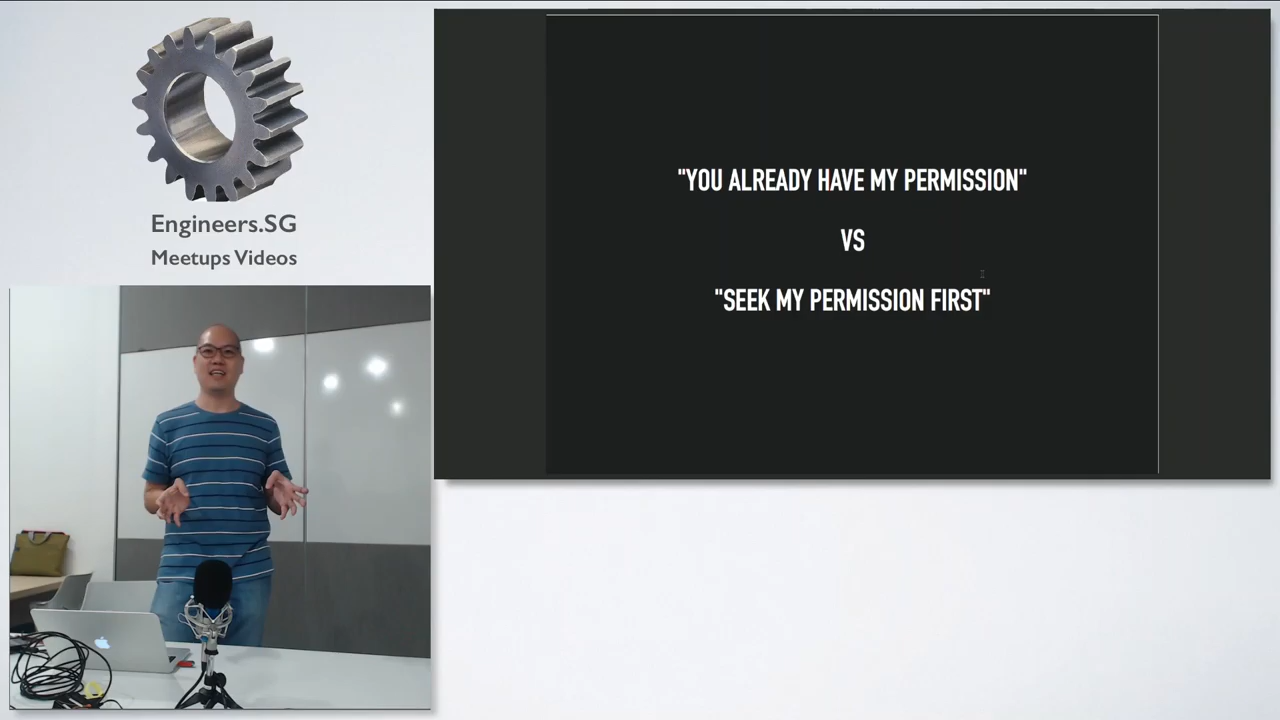 Engineers.SG
Meetups Videos
"YOU ALREADY HAVE MY PERMISSION"
VS
"SEEK MY PERMISSION FIRST"